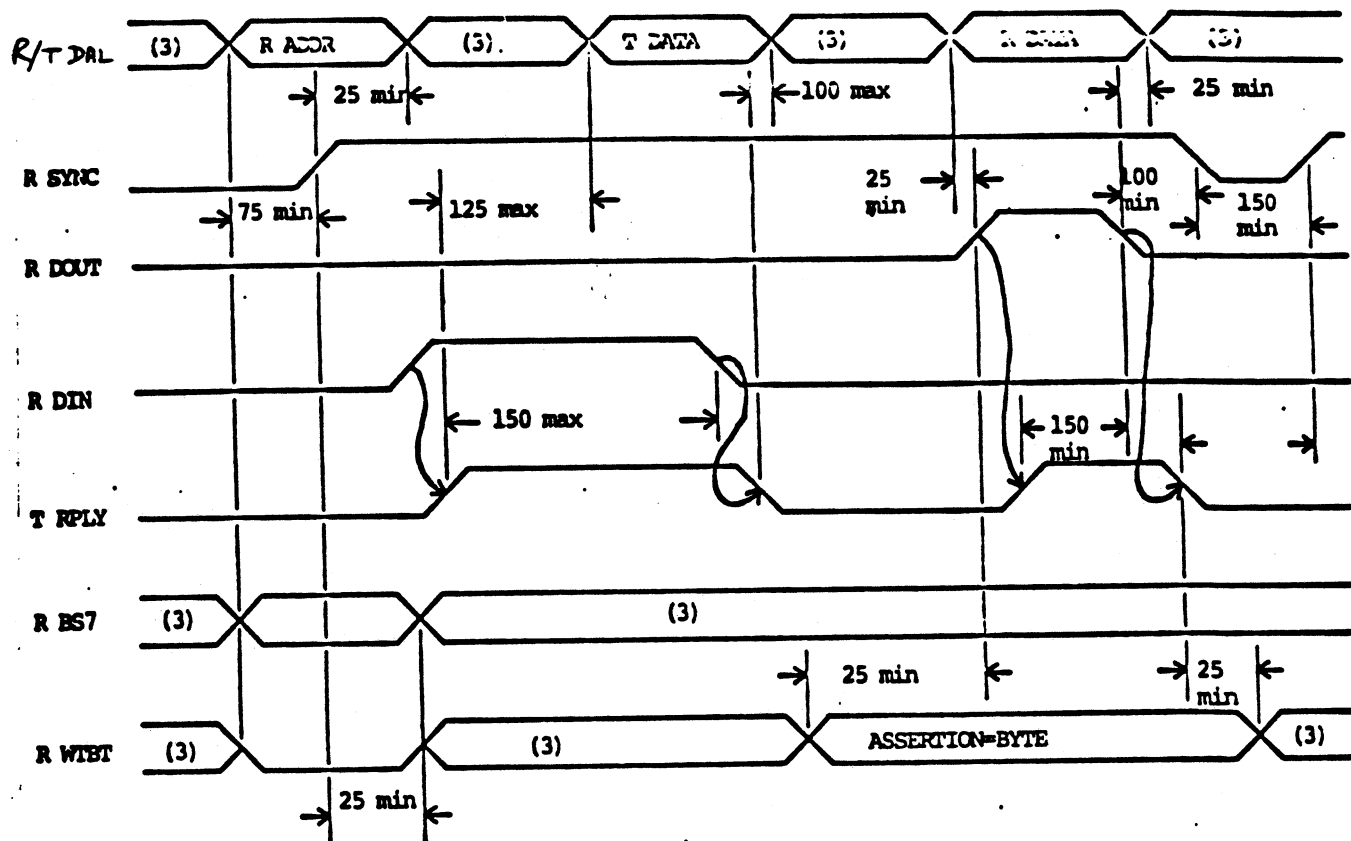 R/T DAL (3) R ADDR (3). T DATA (3) R DATA (3)
25 min 100 max 25 min
R SYNC
75 min 125 max 25 min 100 min 150 min
R DOUT
R DIN
150 max 150 min
T RPLY
R BS7 (3) (3)
25 min 25 min
R WTBT (3) (3) ASSERTION=BYTE (3)
25 min